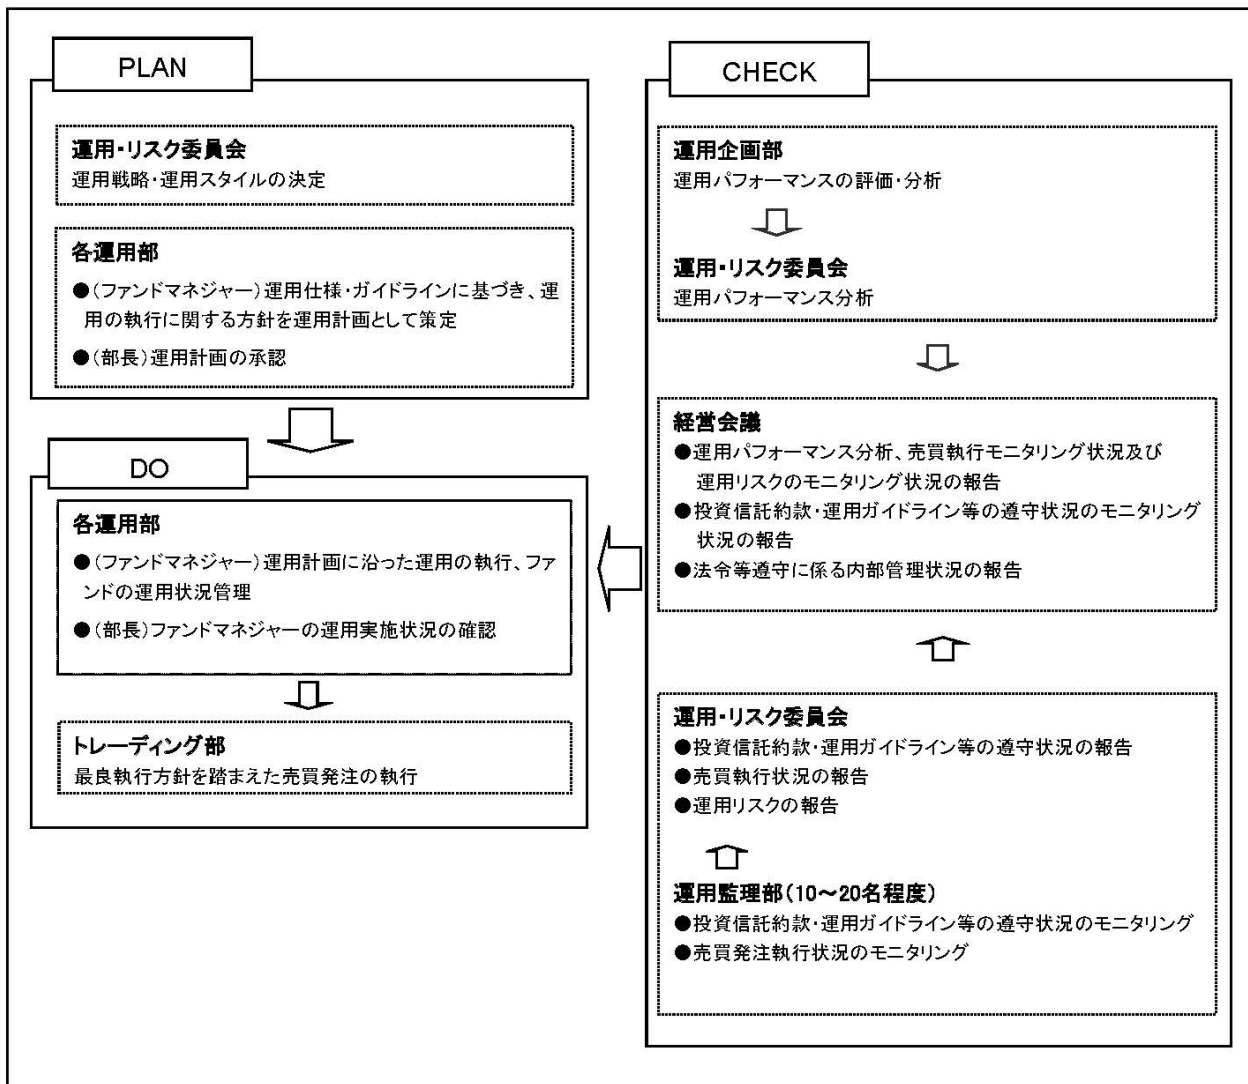 PLAN
運用・リスク委員会
運用戦略・運用スタイルの決定
各運用部
●(ファンドマネジャー)運用仕様・ガイドラインに基づき、運
用の執行に関する方針を運用計画として策定
●(部長)運用計画の承認
DO
各運用部
●(ファンドマネジャー)運用計画に沿った運用の執行、ファ
ンドの運用状況管理
●(部長)ファンドマネジャーの運用実施状況の確認
トレーディング部
最良執行方針を踏まえた売買発注の執行
CHECK
運用企画部
運用パフォーマンスの評価・分析
運用・リスク委員会
運用パフォーマンス分析
経営会議
●運用パフォーマンス分析、売買執行モニタリング状況及び
運用リスクのモニタリング状況の報告
●投資信託約款・運用ガイドライン等の遵守状況のモニタリング
状況の報告
●法令等遵守に係る内部管理状況の報告
運用・リスク委員会
●投資信託約款・運用ガイドライン等の遵守状況の報告
●売買執行状況の報告
●運用リスクの報告
運用監理部(10~20名程度)
●投資信託約款・運用ガイドライン等の遵守状況のモニタリング
●売買発注執行状況のモニタリング